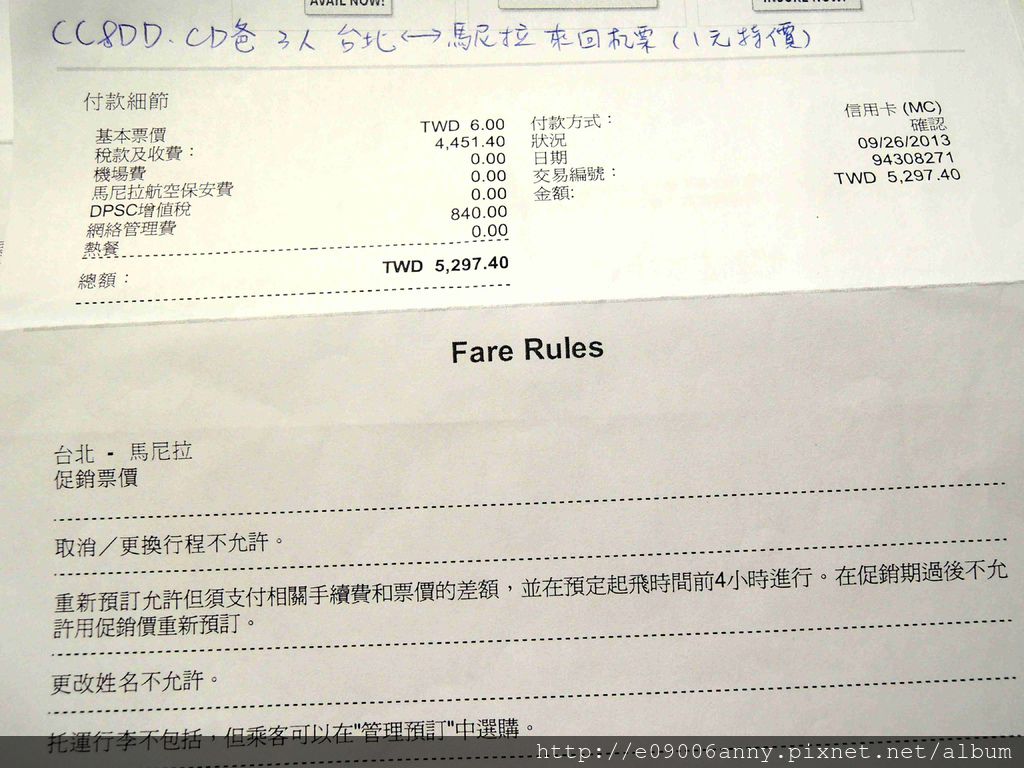 AVAIL NOW!
INSURE NOW!
CC&DD、CD爸 3人 台北<->馬尼拉 來回机票 (1元特價)
付款細節
基本票價 TWD 6.00
稅款及收費： 4,451.40
機場費 0.00
馬尼拉航空保安費 0.00
DPSC增值稅 0.00
網絡管理費 840.00
熱餐 0.00
總額： TWD 5,297.40
付款方式： 信用卡 (MC)
狀況 確認
日期 09/26/2013
交易編號： 94308271
金額: TWD 5,297.40
Fare Rules
台北 - 馬尼拉
促銷票價
取消／更換行程不允許。
重新預訂允許但須支付相關手續費和票價的差額，並在預定起飛時間前4小時進行。在促銷期過後不允
許用促銷價重新預訂。
更改姓名不允許。
托運行李不包括，但乘客可以在"管理預訂"中選購。
http://e09006anny.pixnet.net/album